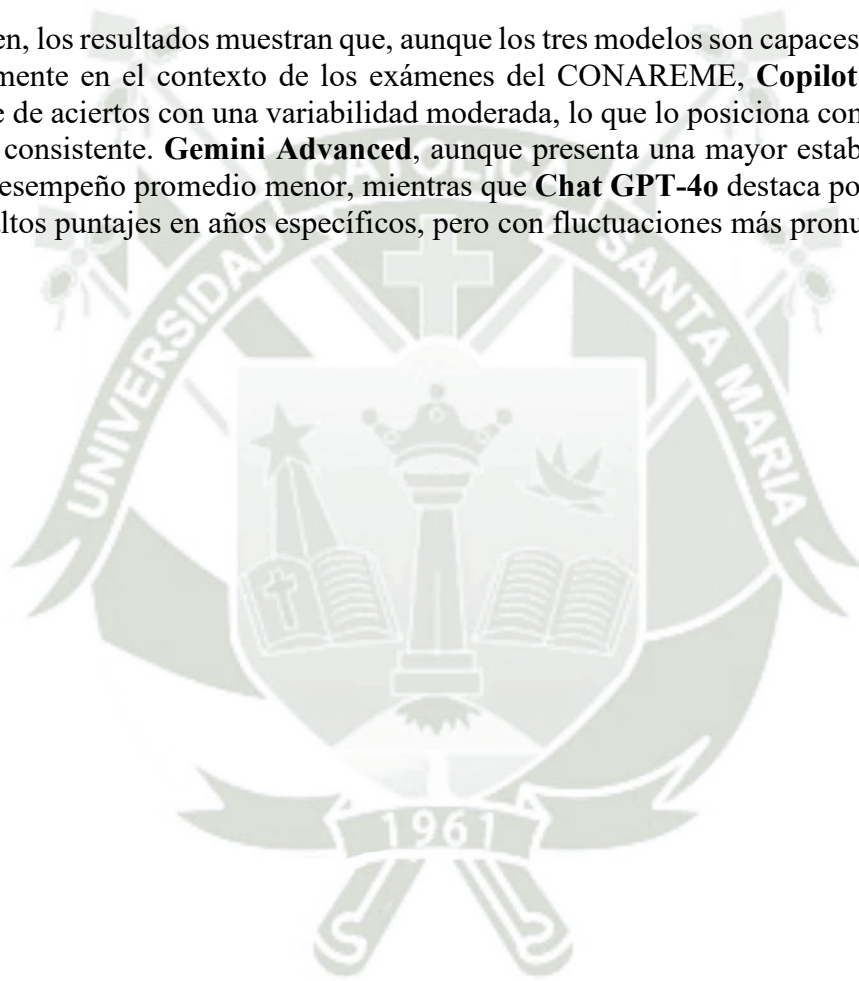 en, los resultados muestran que, aunque los tres modelos son capaces
mente en el contexto de los exámenes del CONAREME, Copilot
e de aciertos con una variabilidad moderada, lo que lo posiciona con
consistente. Gemini Advanced, aunque presenta una mayor estab
esempeño promedio menor, mientras que Chat GPT-4o destaca po
ltos puntajes en años específicos, pero con fluctuaciones más pronu
UNIVERSIDAD CATOLICA SANTA MARIA
1961